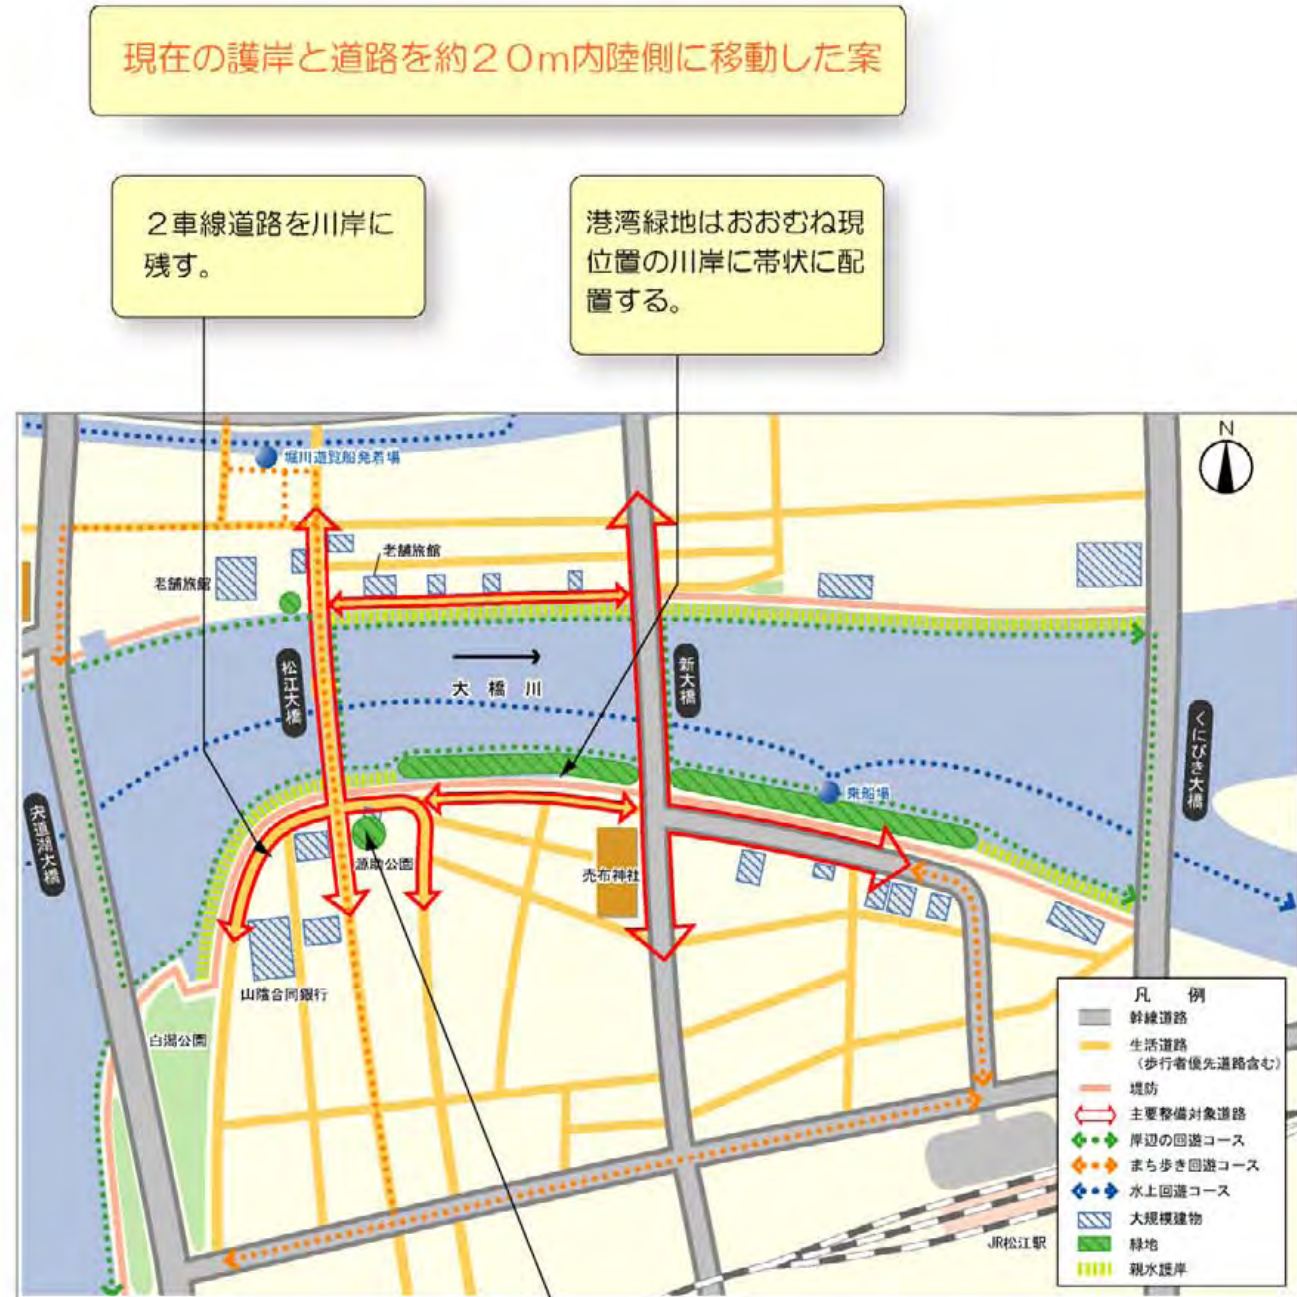 現在の護岸と道路を約20m内陸側に移動した案
2車線道路を川岸に
残す。
港湾緑地はおおむね現
位置の川岸に帯状に配
置する。
N
堀川遊覧船発着場
老舗旅館
老舗旅館
松江大橋
大橋川
新大橋
くにびき大橋
宍道湖大橋
乗船場
源助公園
売布神社
山陰合同銀行
白潟公園
JR松江駅
凡 例
幹線道路
生活道路
(歩行者優先道路含む)
堤防
主要整備対象道路
岸辺の回遊コース
まち歩き回遊コース
水上回遊コース
大規模建物
緑地
親水護岸